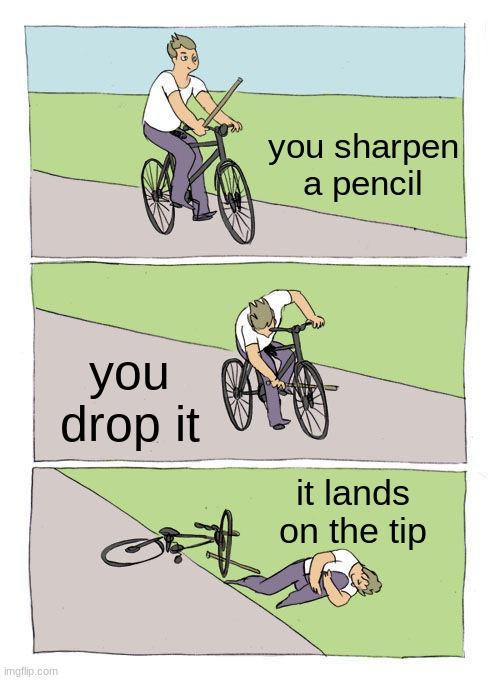 you sharpen
a pencil
you
drop it
it lands
on the tip
imgflip.com